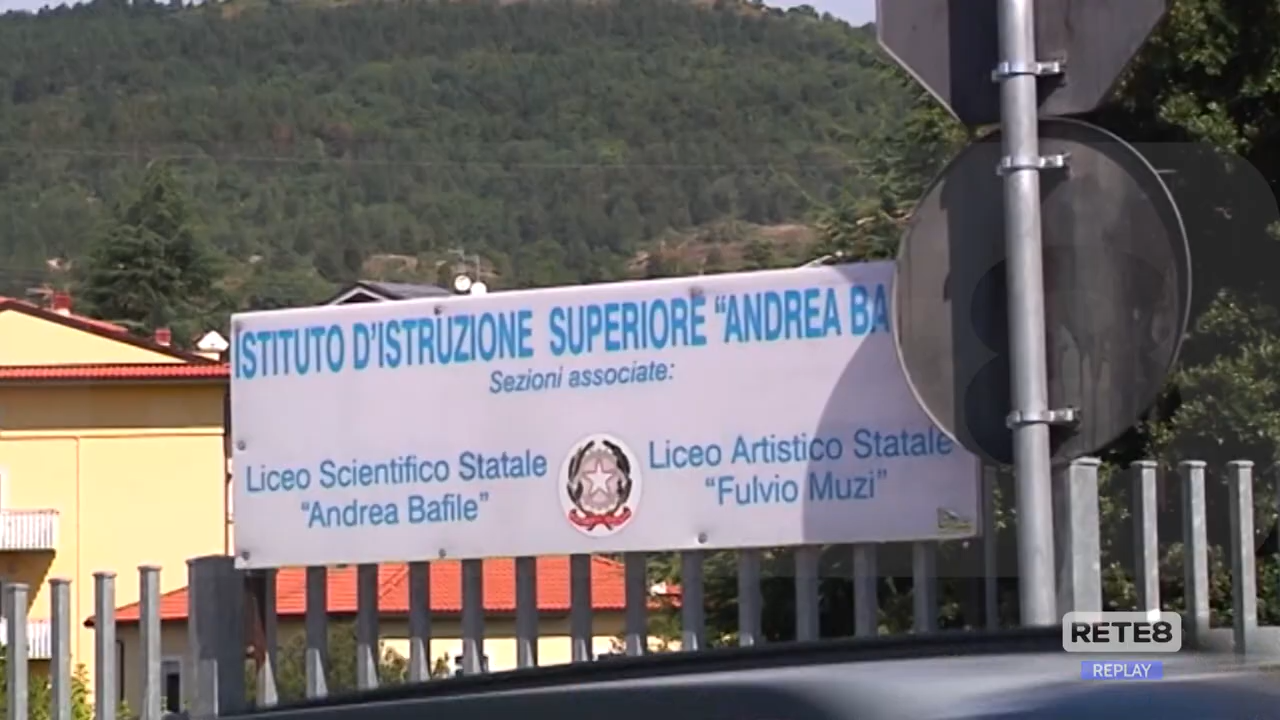 ISTITUTO D'ISTRUZIONE SUPERIORE "ANDREA BA
Sezioni associate:
Liceo Scientifico Statale
"Andrea Bafile"
Liceo Artistico Statale
"Fulvio Muzi"
RETE8
REPLAY